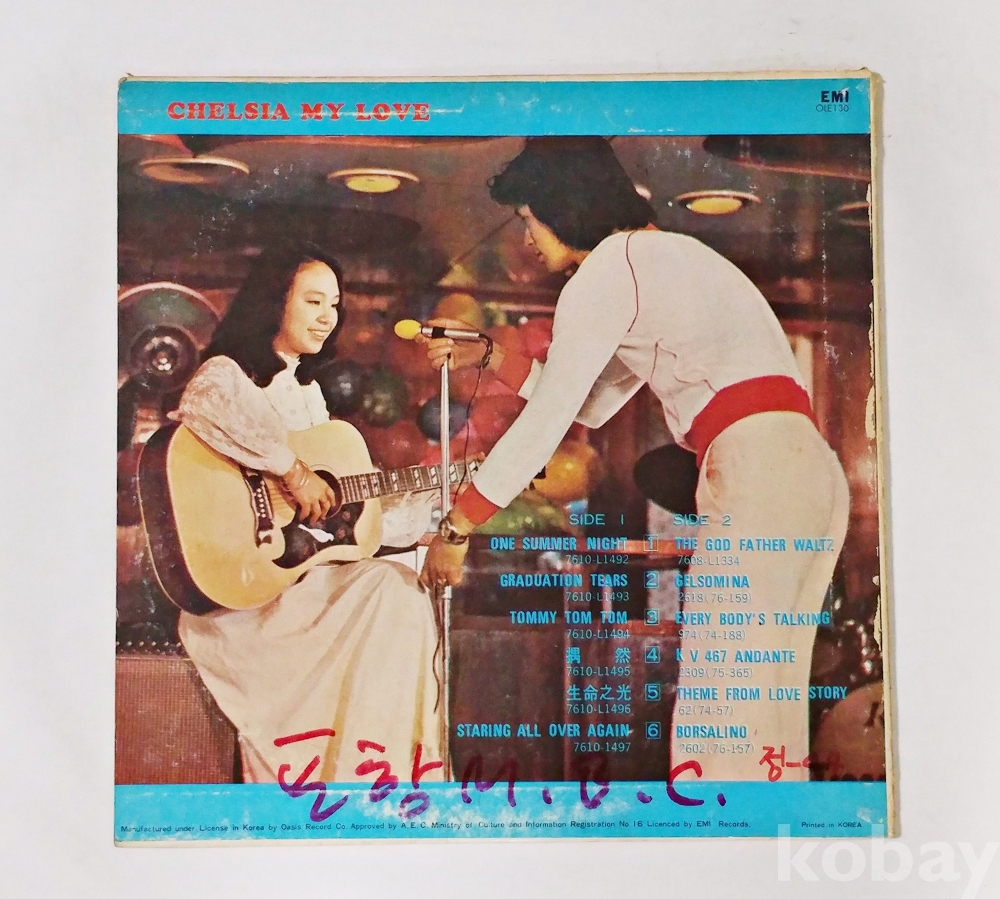 CHELSIA MY LOVE
EMI
OLE130
SIDE 1
ONE SUMMER NIGHT 1
7610-L1492
GRADUATION TEARS 2
7610-L1493
TOMMY TOM TOM 3
7610-L1494
偶 然 4
7610-L1495
生命之光 5
7610-L1496
STARING ALL OVER AGAIN 6
7610-1497
SIDE 2
THE GOD FATHER WALTZ
7608-L1334
GELSOMINA
2618(76-159)
EVERY BODY'S TALKING
974(74-188)
K V 467 ANDANTE
2309(75-365)
THEME FROM LOVE STORY
62(74-57)
BORSALINO
2602(76-157)
포항 M.B.C.
Manufactured under License in Korea by Oasis Record Co. Approved by A.E.C. Ministry of Culture and Information Registration No.16 Licenced by EMI Records.
Printed in KOREA
kobay